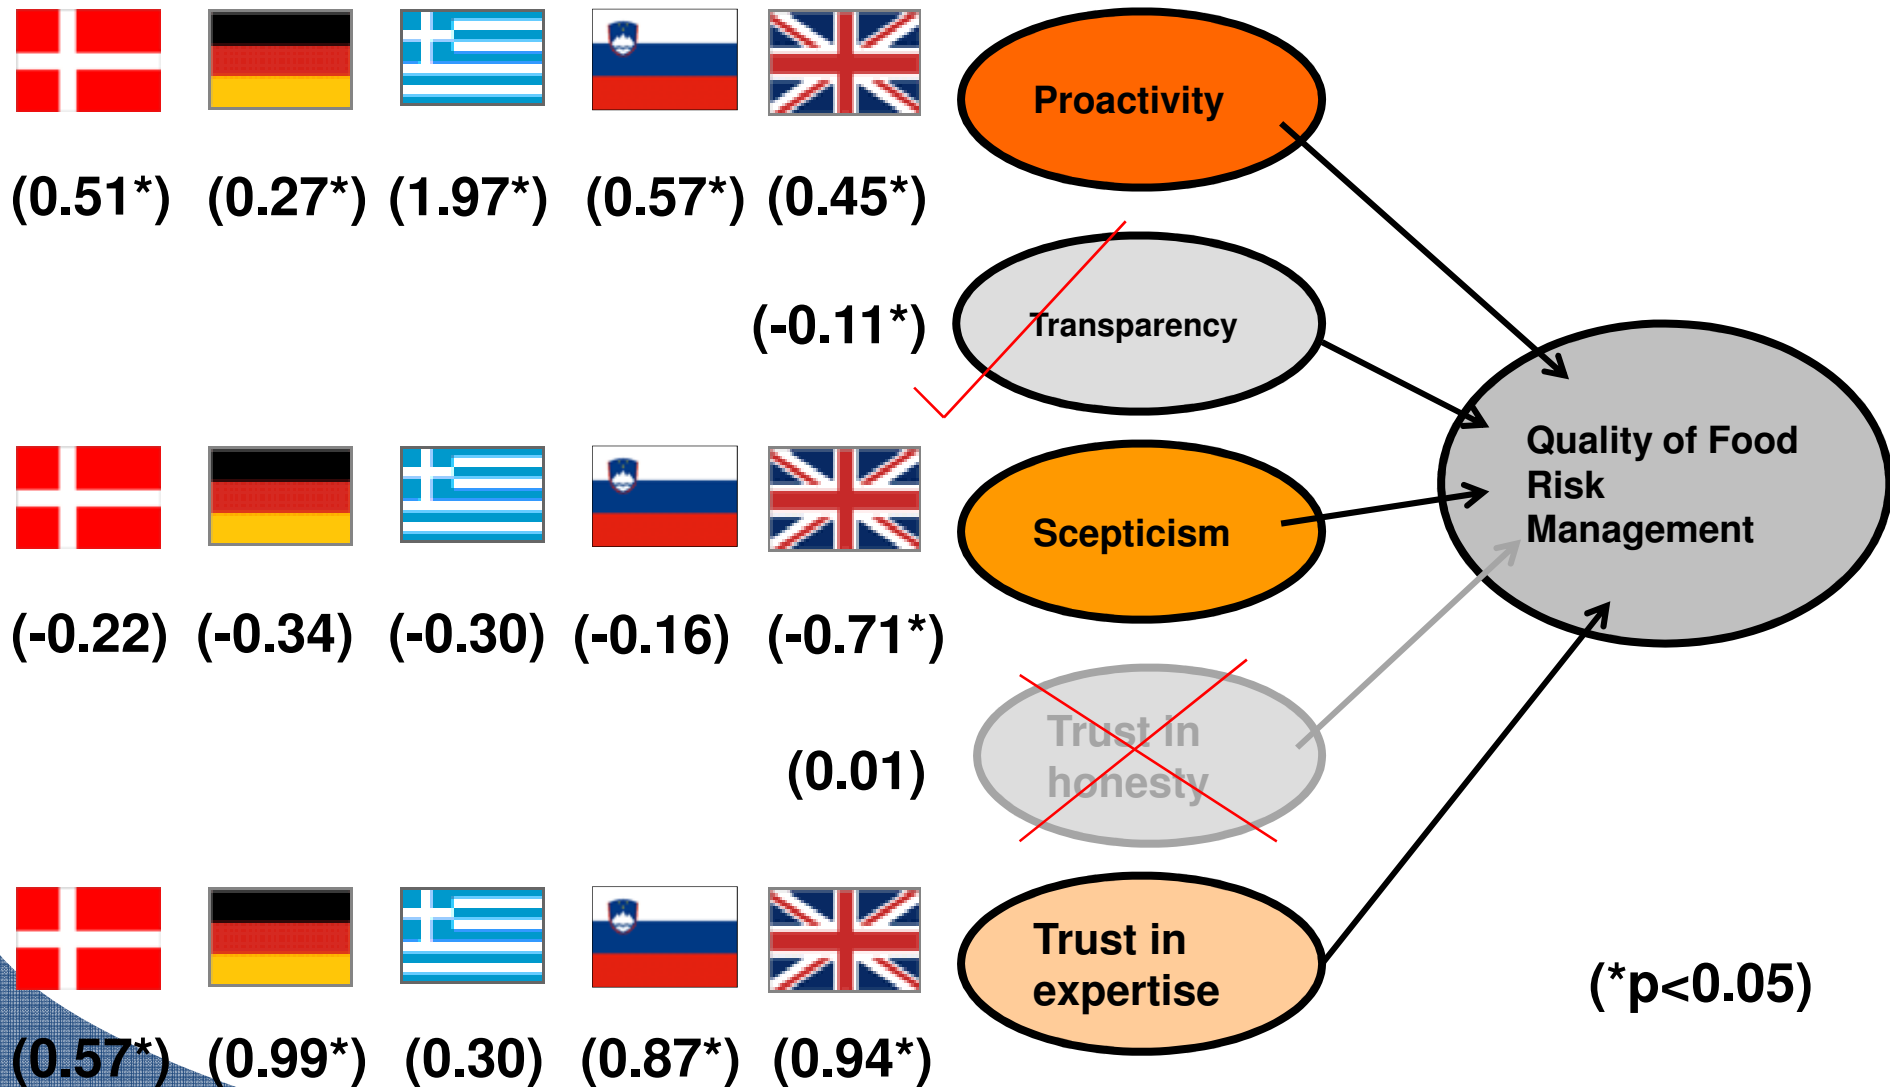 Proactivity
(0.51*) (0.27*) (1.97*) (0.57*) (0.45*)
(-0.11*) Transparency
Quality of Food
Risk
Management
Scepticism
(-0.22) (-0.34) (-0.30) (-0.16) (-0.71*)
Trust in
honesty
(0.01)
Trust in
expertise
(*p<0.05)
(0.57*) (0.99*) (0.30) (0.87*) (0.94*)